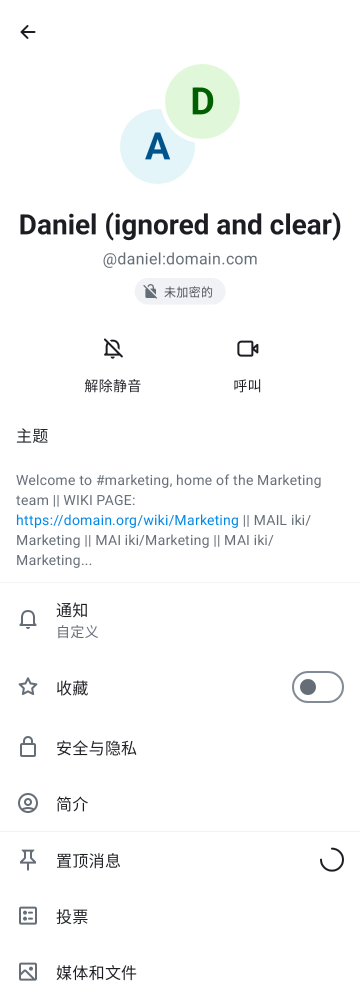 D
A
Daniel (ignored and clear)
@daniel:domain.com
未加密的
解除静音 呼叫
主题
Welcome to #marketing, home of the Marketing
team || WIKI PAGE:
https://domain.org/wiki/Marketing || MAIL iki/
Marketing || MAI iki/Marketing || MAI iki/
Marketing...
通知
自定义
收藏
安全与隐私
简介
置顶消息
投票
媒体和文件